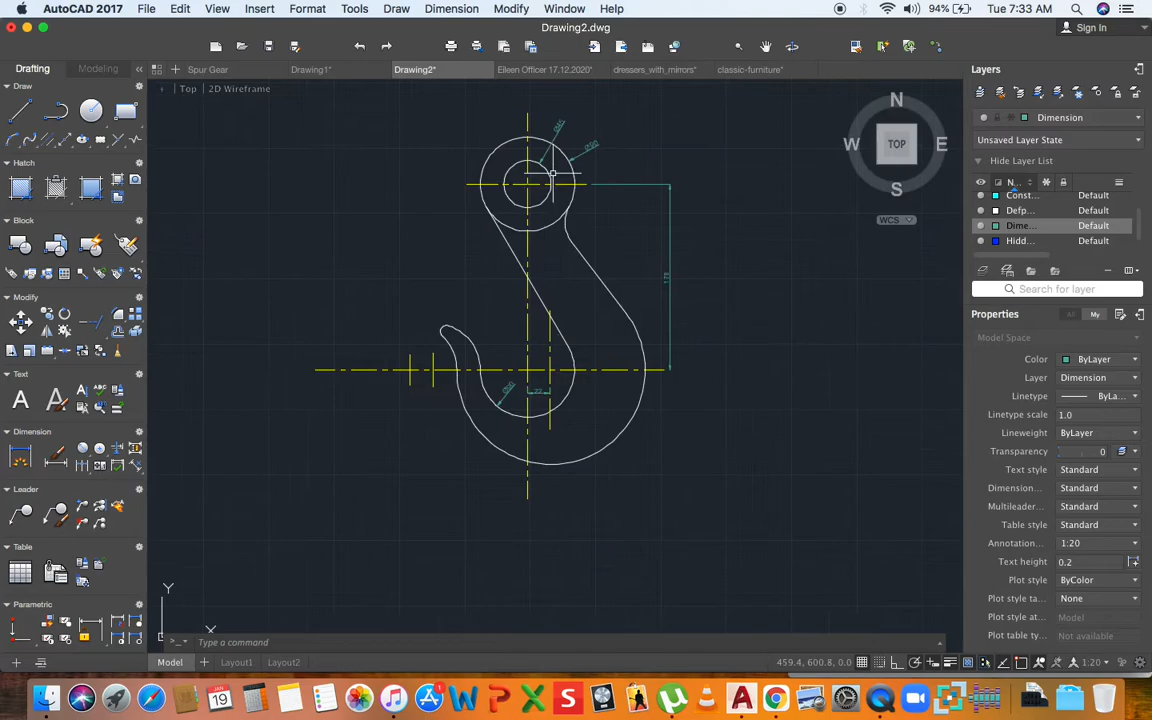 AutoCAD 2017 File Edit View Insert Format Tools Draw Dimension Modify Window Help 94% Tue 7:33 AM
Drawing2.dwg
Sign In
Drafting Modeling Spur Gear Drawing1* Drawing2* Eileen Officer 17.12.2020* dressers_with_mirrors* classic-furniture* Layers
Draw
Top 2D Wireframe
Dimension
Unsaved Layer State
Hide Layer List
N...
Const... Default
Defp... Default
Dime... Default
Hidd... Default
Search for layer
N
W TOP E
S
WCS
Hatch
Block
Modify
Text
Dimension
Leader
Table
Parametric
22
Properties
All My
Model Space
Color ByLayer
Layer Dimension
Linetype ByLa...
Linetype scale 1.0
Lineweight ByLayer
Transparency 0
Text style Standard
Dimension... Standard
Multileader... Standard
Table style Standard
Annotation... 1:20
Text height 0.2
Plot style ByColor
Plot style ta... None
Plot style at... Model
Plot table ty... Not available
Y
X
Type a command
Model Layout1 Layout2 459.4, 600.8, 0.0 1:20
JAN
19